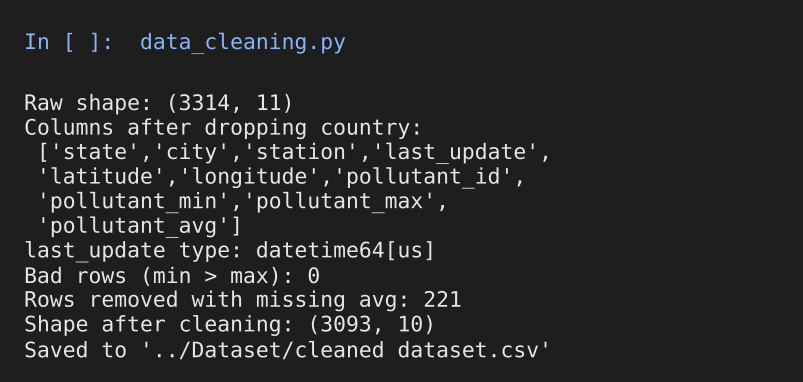 In [ ]:  data_cleaning.py
Raw shape: (3314, 11)
Columns after dropping country:
 ['state','city','station','last_update',
 'latitude','longitude','pollutant_id',
 'pollutant_min','pollutant_max',
 'pollutant_avg']
last_update type: datetime64[us]
Bad rows (min > max): 0
Rows removed with missing avg: 221
Shape after cleaning: (3093, 10)
Saved to '../Dataset/cleaned dataset.csv'